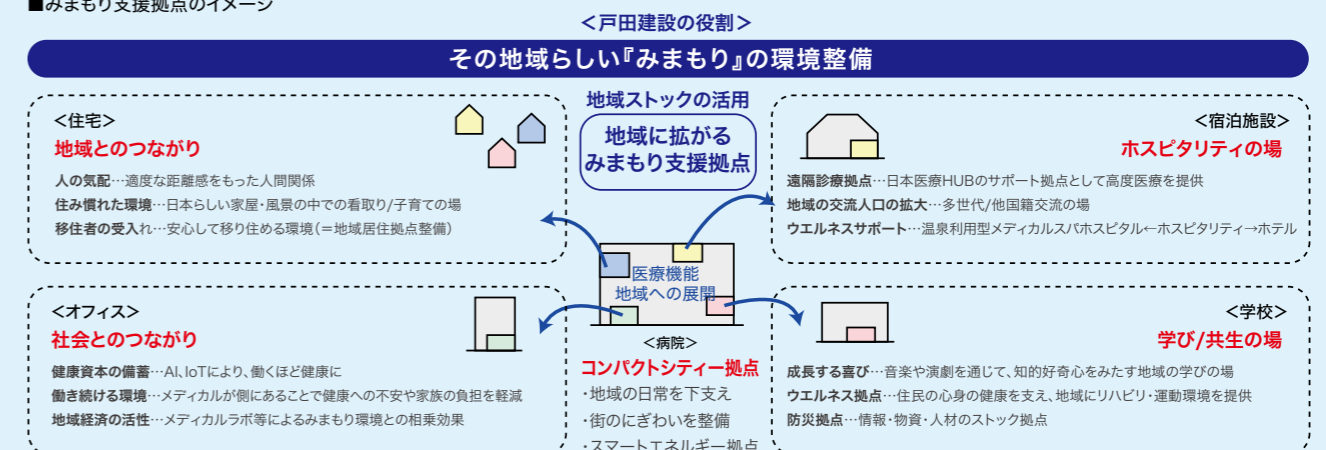 ■みまもり支援拠点のイメージ
＜戸田建設の役割＞
その地域らしい『みまもり』の環境整備
＜住宅＞
地域とのつながり
人の気配…適度な距離感をもった人間関係
住み慣れた環境…日本らしい家屋・風景の中での看取り/子育ての場
移住者の受入れ…安心して移り住める環境（＝地域居住拠点整備）
地域ストックの活用
地域に拡がる
みまもり支援拠点
＜宿泊施設＞
ホスピタリティの場
遠隔診療拠点…日本医療HUBのサポート拠点として高度医療を提供
地域の交流人口の拡大…多世代/他国籍交流の場
ウエルネスサポート…温泉利用型メディカルスパホスピタル←ホスピタリティ→ホテル
医療機能
地域への展開
＜オフィス＞
社会とのつながり
健康資本の備蓄…AI、IoTにより、働くほど健康に
働き続ける環境…メディカルが側にあることで健康への不安や家族の負担を軽減
地域経済の活性…メディカルラボ等によるみまもり環境との相乗効果
＜病院＞
コンパクトシティー拠点
・地域の日常を下支え
・街のにぎわいを整備
・スマートエネルギー拠点
＜学校＞
学び/共生の場
成長する喜び…音楽や演劇を通じて、知的好奇心をみたす地域の学びの場
ウエルネス拠点…住民の心身の健康を支え、地域にリハビリ・運動環境を提供
防災拠点…情報・物資・人材のストック拠点